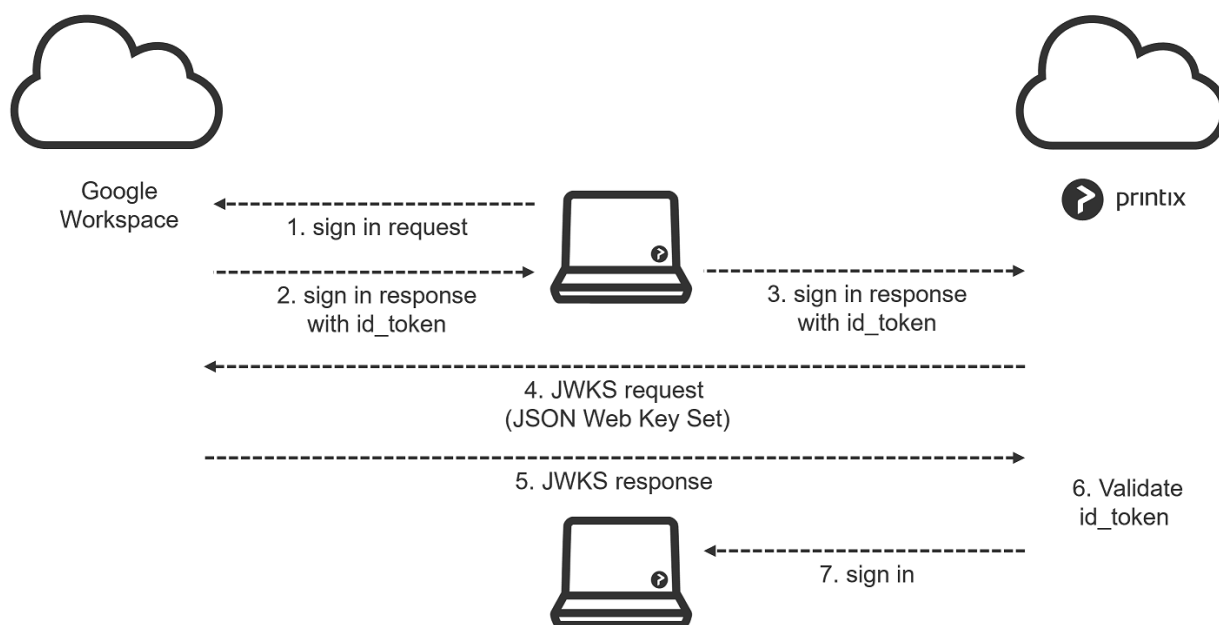 Google
Workspace
printix
1. sign in request
2. sign in response
with id_token
3. sign in response
with id_token
4. JWKS request
(JSON Web Key Set)
5. JWKS response
6. Validate
id_token
7. sign in